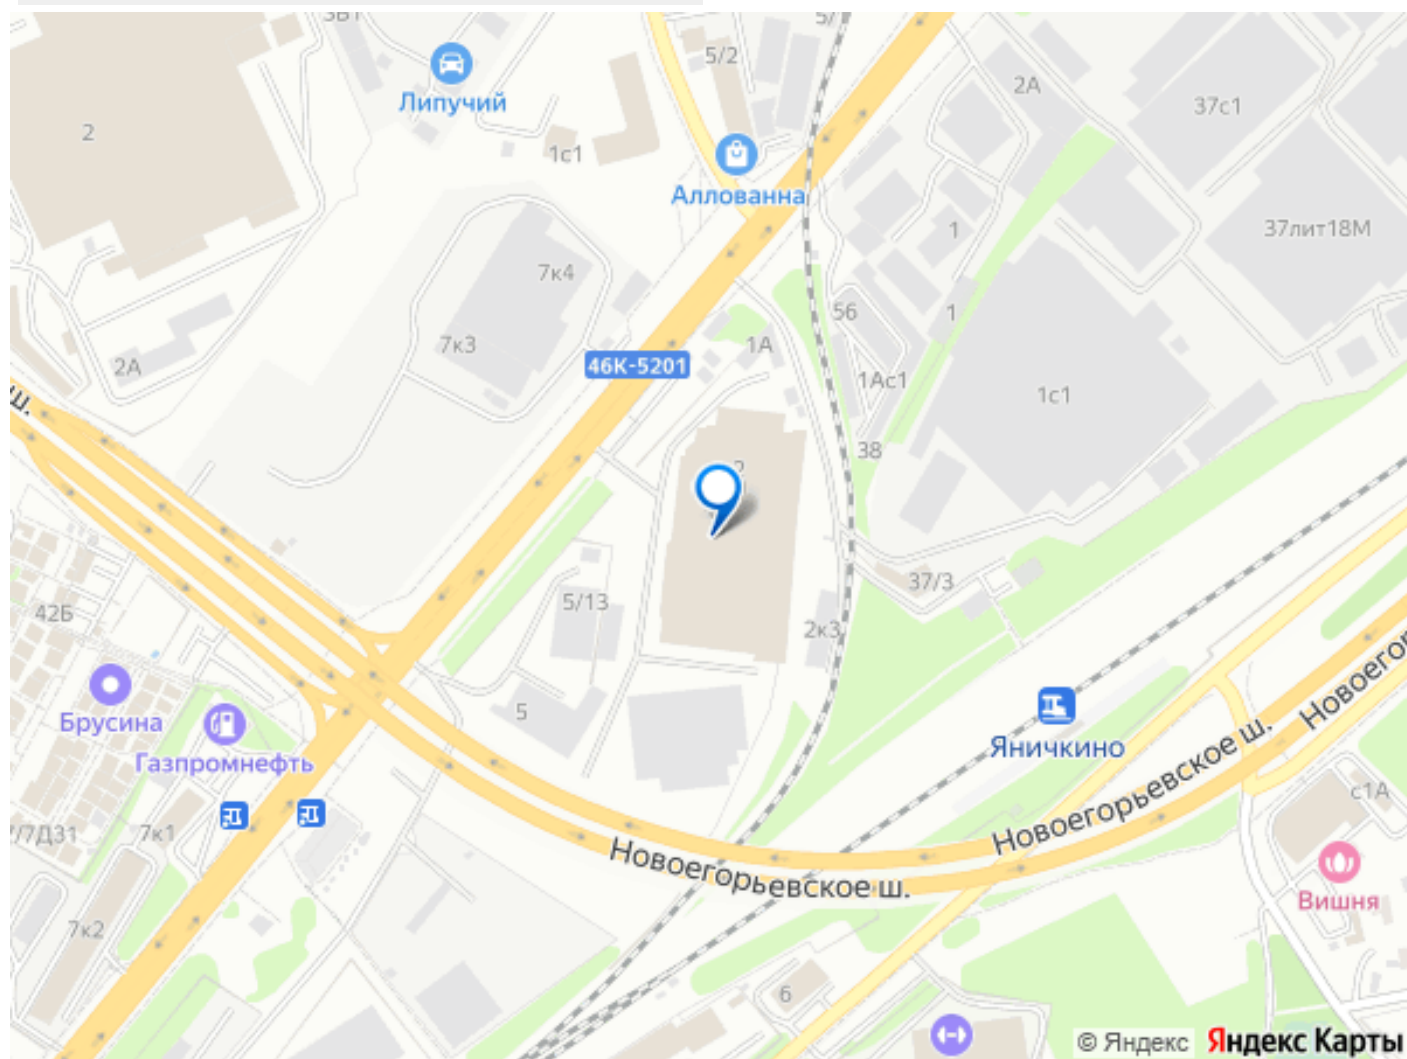 3В1
5/2
5/
Липучий
2А
37с1
2
1с1
Аллованна
37лит18М
1
7к4
56
1
7к3
1А
46К-5201
2А
1Ас1
1с1
ш.
38
2
37/3
5/13
42Б
2к3
Новоегор
Брусина
5
Яничкино
Газпромнефть
Новоегорьевское ш.
с1А
7к1
/7Д31
Новоегорьевское ш.
Вишня
7к2
6
© Яндекс Яндекс Карты